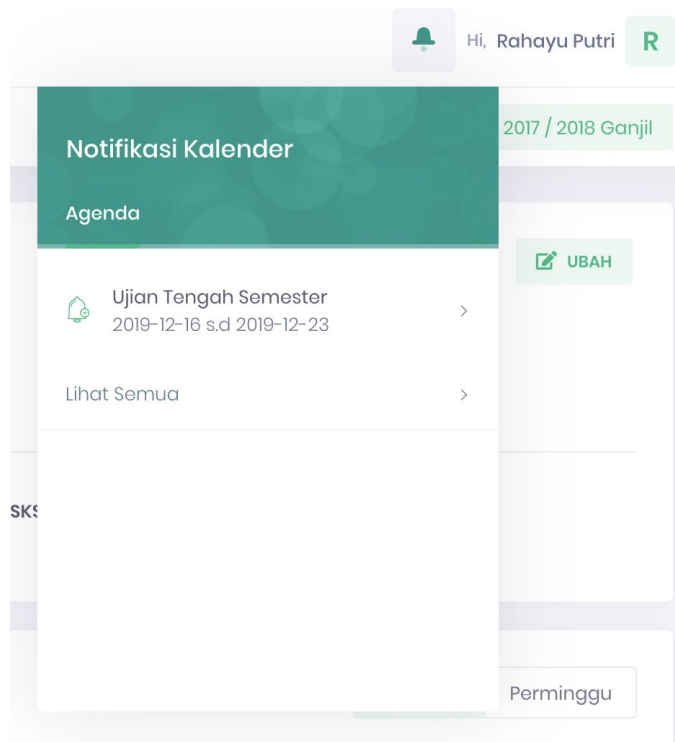 Hi, Rahayu Putri R
2017 / 2018 Ganjil
Notifikasi Kalender
Agenda
UBAH
Ujian Tengah Semester
2019-12-16 s.d 2019-12-23
Lihat Semua
SKS
Perminggu